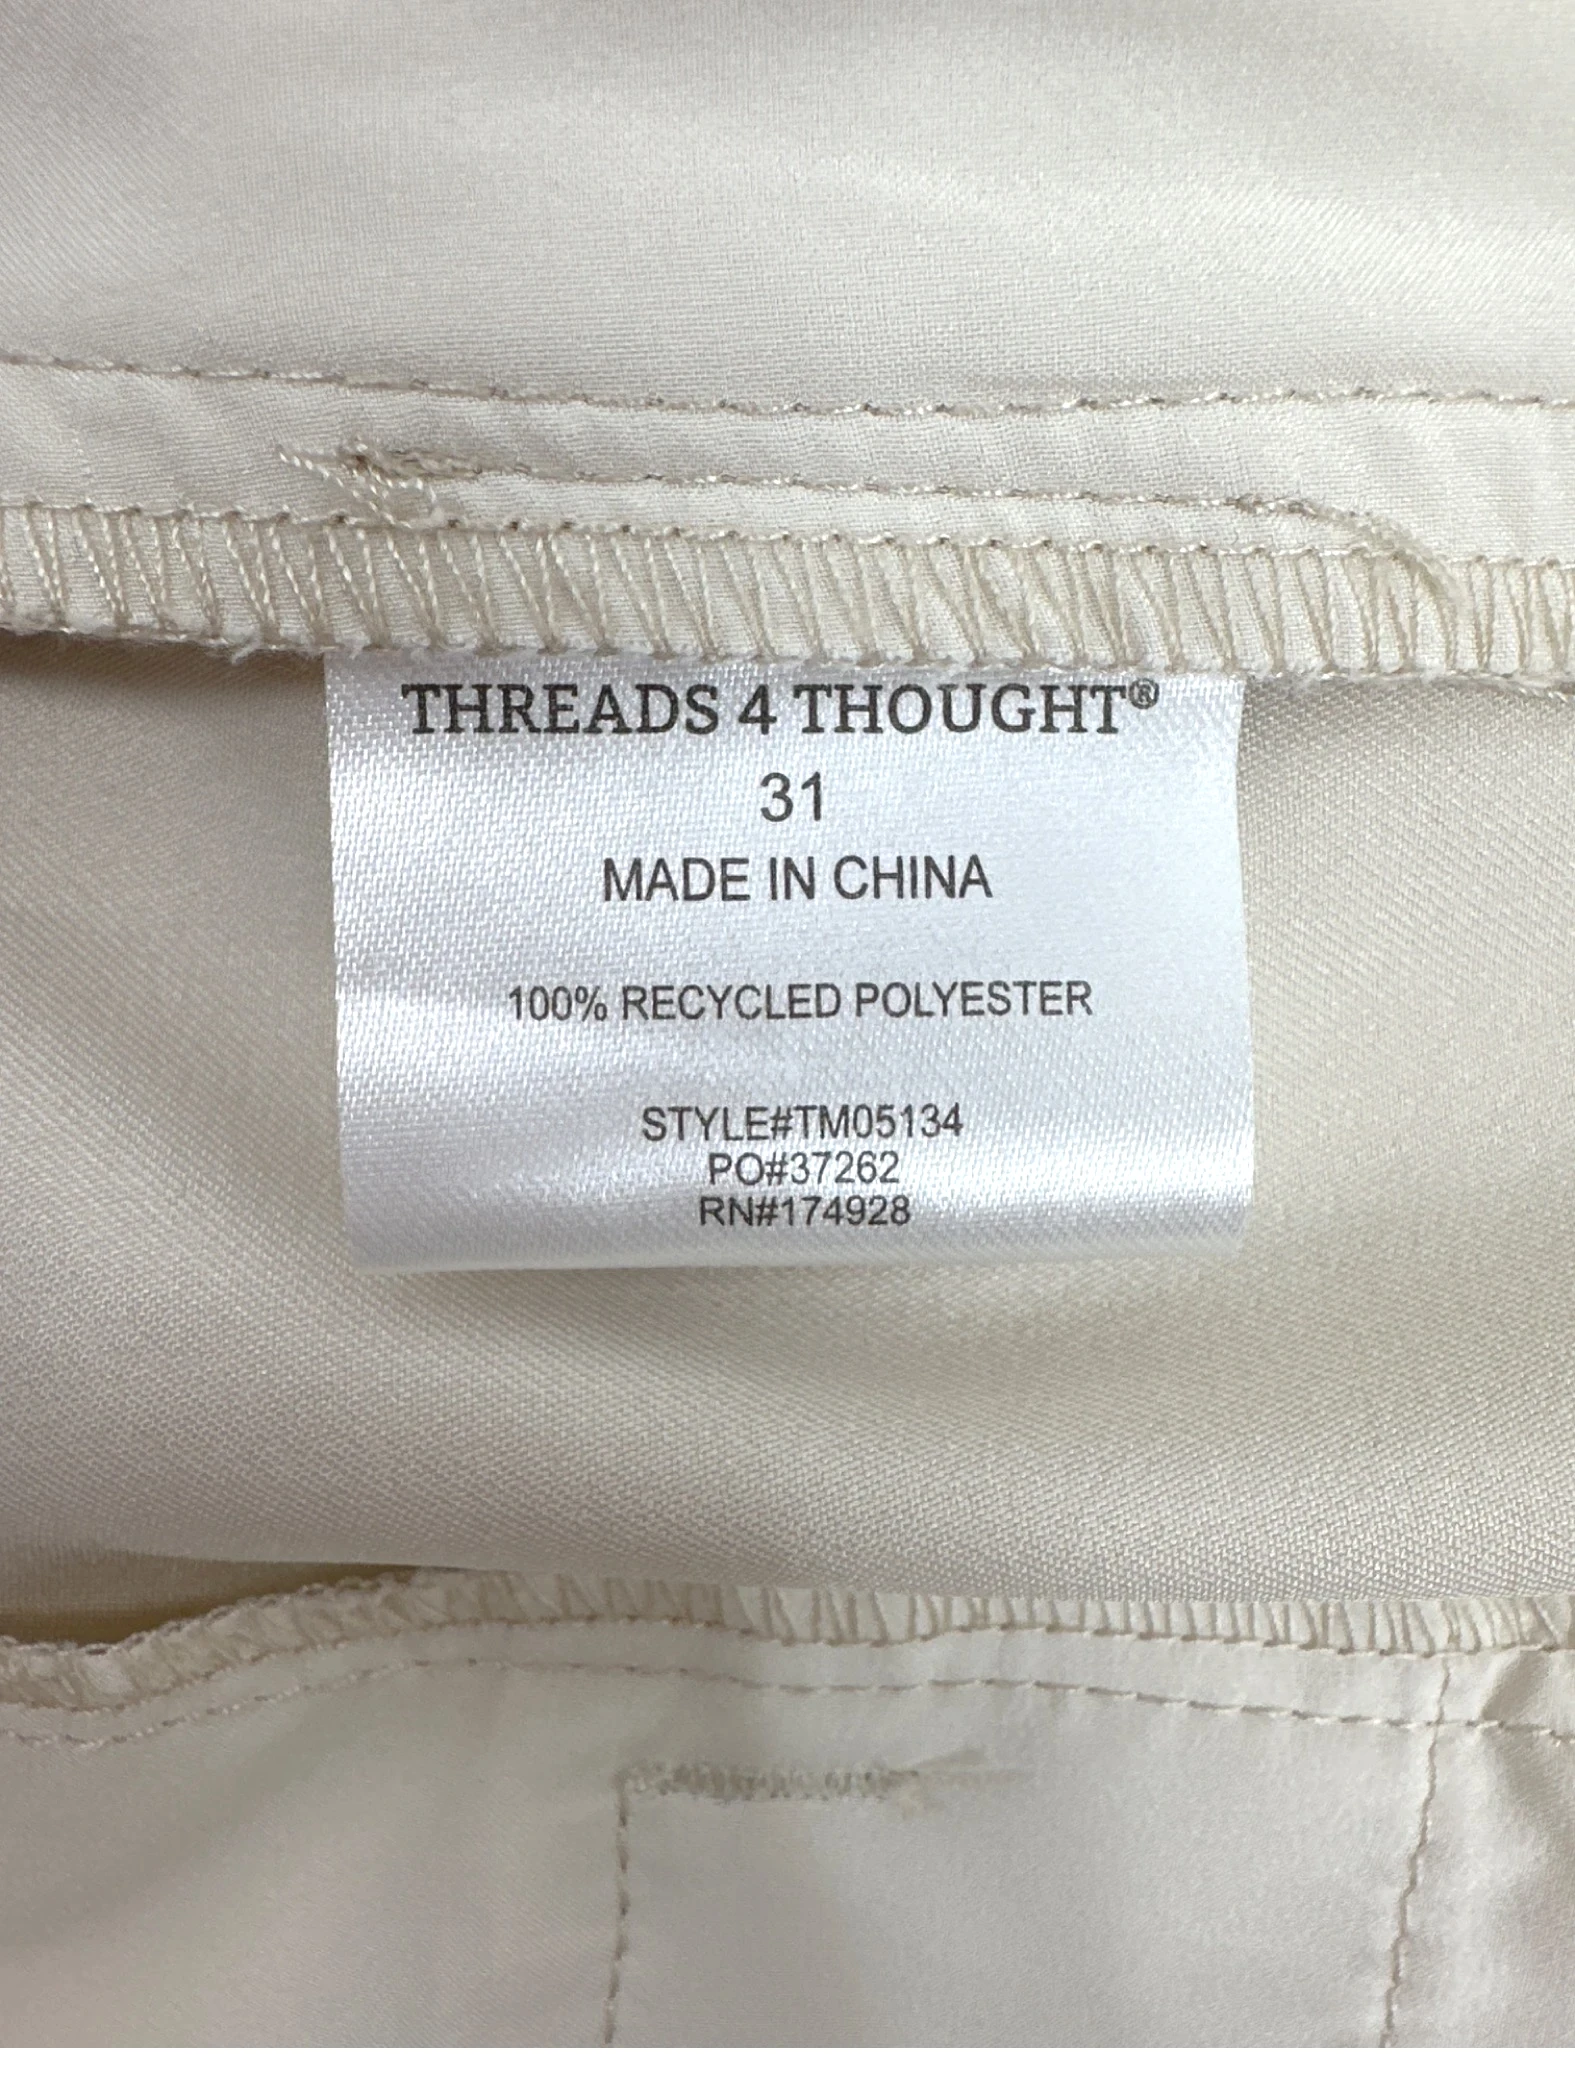 THREADS 4 THOUGHT®
31
MADE IN CHINA
100% RECYCLED POLYESTER
STYLE#TM05134
PO#37262
RN#174928